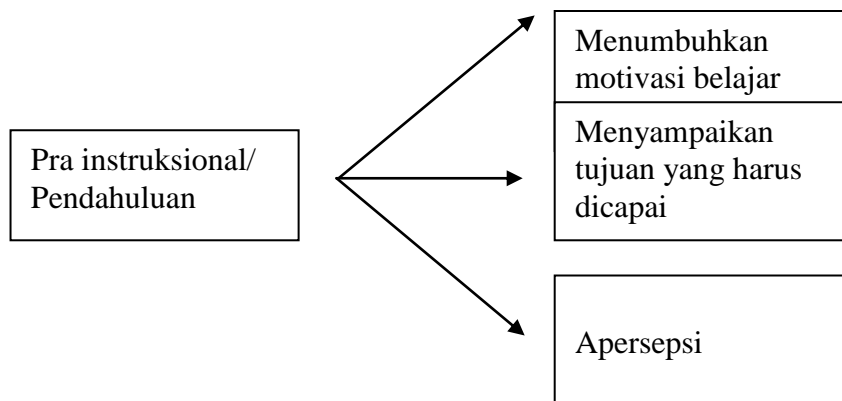 Pra instruksional/
Pendahuluan
Menumbuhkan
motivasi belajar
Menyampaikan
tujuan yang harus
dicapai
Apersepsi